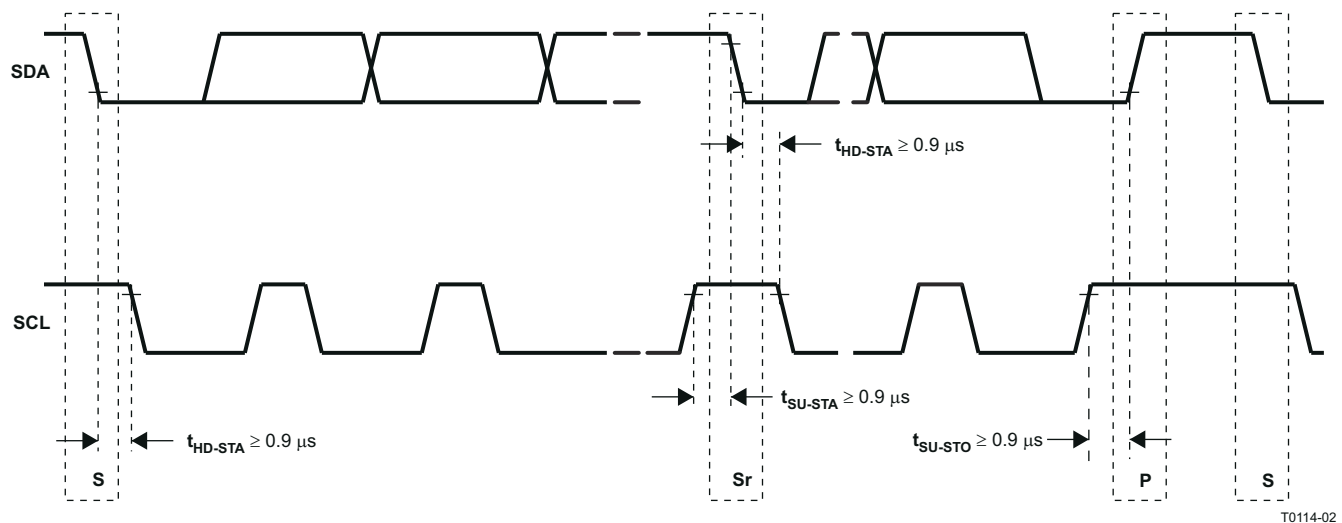 SDA
t_HD-STA ≥ 0.9 μs
SCL
t_SU-STA ≥ 0.9 μs
t_HD-STA ≥ 0.9 μs
t_SU-STO ≥ 0.9 μs
S
Sr
P
S
T0114-02